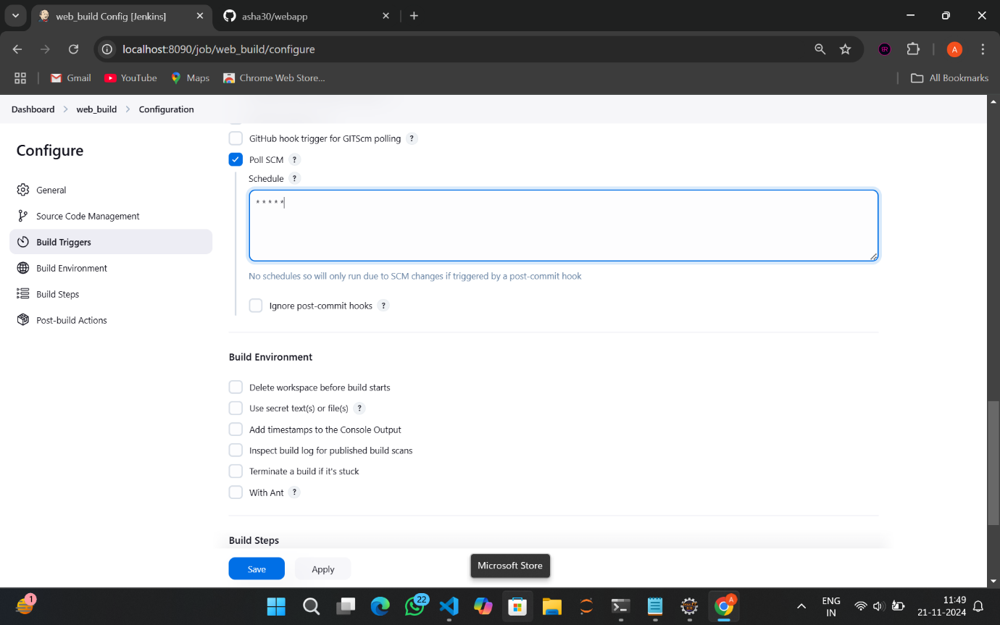 web_build Config [Jenkins]
asha30/webapp
localhost:8090/job/web_build/configure
BR
A
Gmail
YouTube
Maps
Chrome Web Store...
All Bookmarks
Dashboard > web_build > Configuration
Configure
General
Source Code Management
Build Triggers
Build Environment
Build Steps
Post-build Actions
GitHub hook trigger for GITScm polling ?
Poll SCM ?
Schedule ?
* * * * *
No schedules so will only run due to SCM changes if triggered by a post-commit hook
Ignore post-commit hooks ?
Build Environment
Delete workspace before build starts
Use secret text(s) or file(s) ?
Add timestamps to the Console Output
Inspect build log for published build scans
Terminate a build if it's stuck
With Ant ?
Build Steps
Save
Apply
Microsoft Store
1
22
A
ENG
IN
11:49
21-11-2024